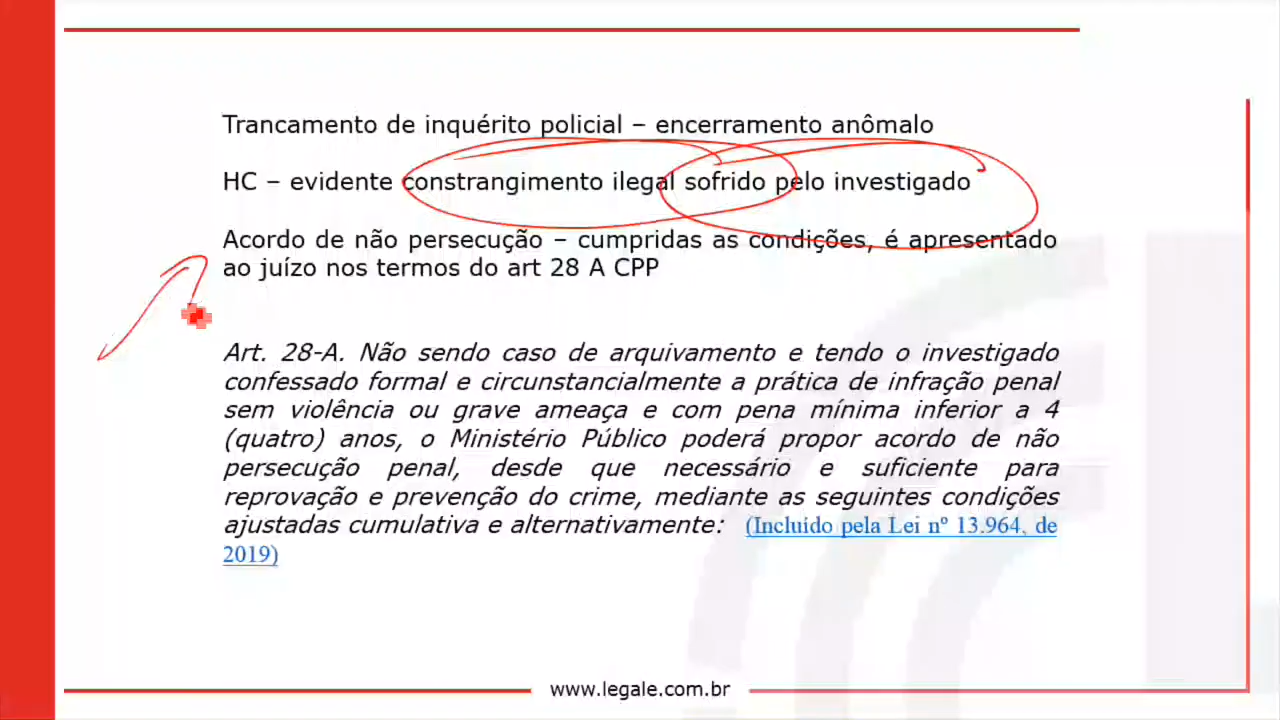 Trancamento de inquérito policial – encerramento anômalo
HC – evidente constrangimento ilegal sofrido pelo investigado
Acordo de não persecução – cumpridas as condições, é apresentado
ao juízo nos termos do art 28 A CPP
Art. 28-A. Não sendo caso de arquivamento e tendo o investigado
confessado formal e circunstancialmente a prática de infração penal
sem violência ou grave ameaça e com pena mínima inferior a 4
(quatro) anos, o Ministério Público poderá propor acordo de não
persecução penal, desde que necessário e suficiente para
reprovação e prevenção do crime, mediante as seguintes condições
ajustadas cumulativa e alternativamente: (Incluído pela Lei nº 13.964, de
2019)
www.legale.com.br